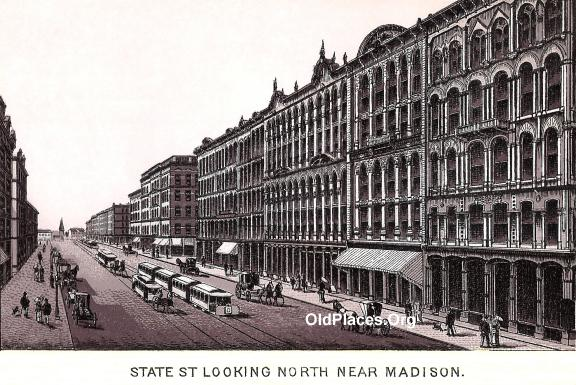 OldPlaces.Org
STATE ST LOOKING NORTH NEAR MADISON.